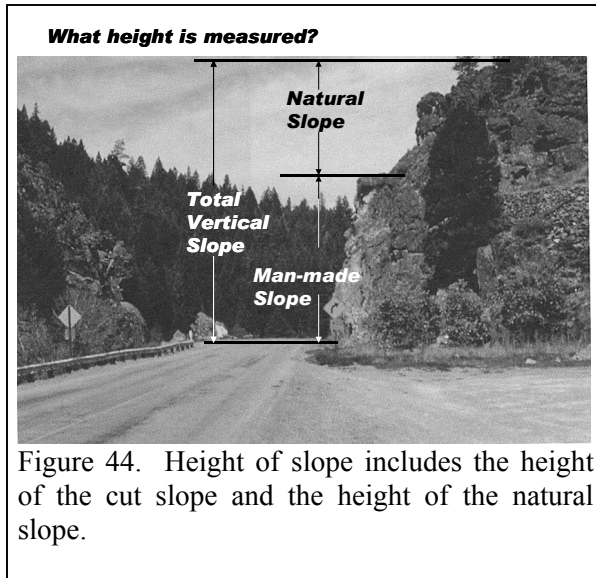 What height is measured?
Natural
Slope
Total
Vertical
Slope
Man-made
Slope
Figure 44. Height of slope includes the height
of the cut slope and the height of the natural
slope.